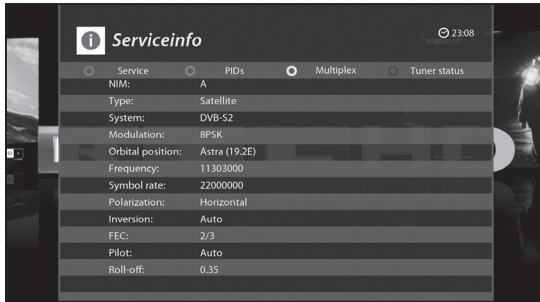 Serviceinfo
23:08
Service PIDs Multiplex Tuner status
NIM: A
Type: Satellite
System: DVB-S2
Modulation: 8PSK
Orbital position: Astra (19.2E)
Frequency: 11303000
Symbol rate: 22000000
Polarization: Horizontal
Inversion: Auto
FEC: 2/3
Pilot: Auto
Roll-off: 0.35